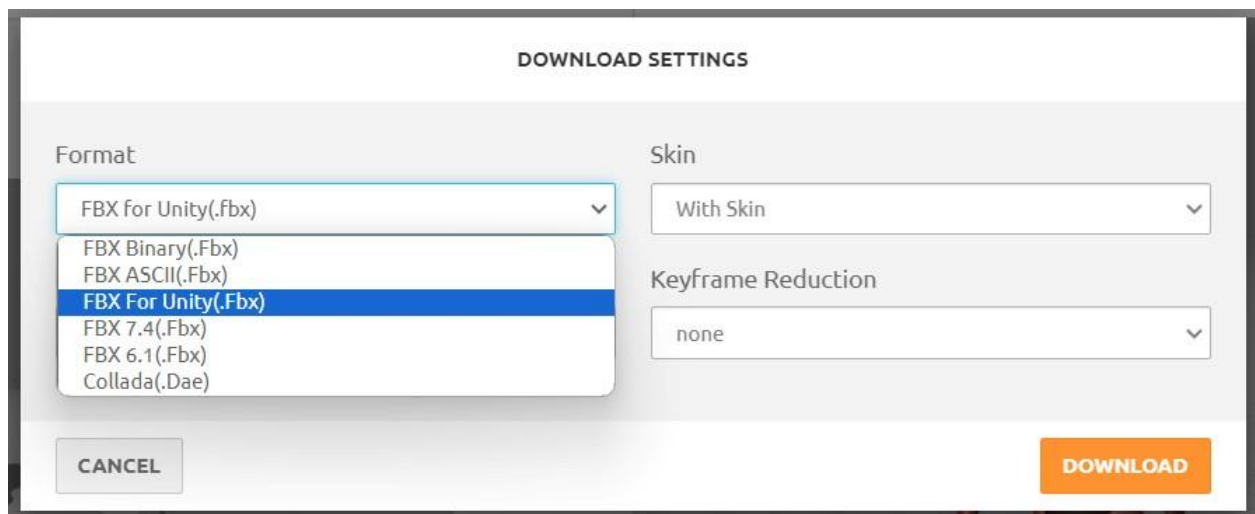 DOWNLOAD SETTINGS
Format
Skin
FBX for Unity(.fbx)
With Skin
FBX Binary(.Fbx)
FBX ASCII(.Fbx)
FBX For Unity(.Fbx)
FBX 7.4(.Fbx)
FBX 6.1(.Fbx)
Collada(.Dae)
Keyframe Reduction
none
CANCEL
DOWNLOAD